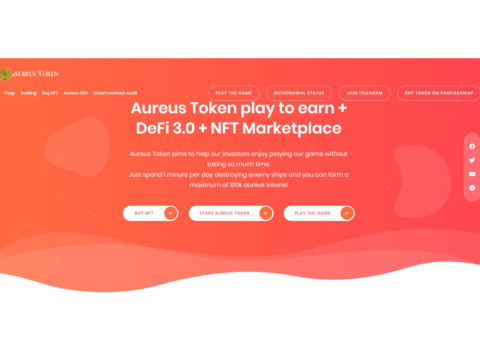 Aureus Token
Faqs Staking Buy NFT Aureus GEN Smart contract Audit
PLAY THE GAME WITHDRAWAL STATUS JOIN TELEGRAM BUY TOKEN ON PANCAKSWAP
Aureus Token play to earn +
DeFi 3.0 + NFT Marketplace
Aureus Token aims to help our investors enjoy playing our game without
taking so much time.
Just spend 1 minute per day destroying enemy ships and you can farm a
maximum of 100k aureus tokens!
BUY NFT STAKE AUREUS TOKEN PLAY THE GAME